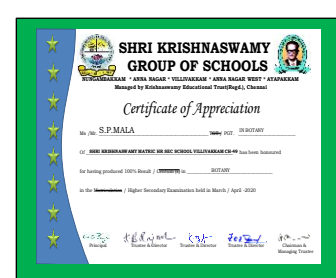 SHRI KRISHNASWAMY
GROUP OF SCHOOLS
NUNGAMBAKKAM * ANNA NAGAR * VILLIVAKKAM * ANNA NAGAR WEST * AYAPAKKAM
Managed by Krishnaswamy Educational Trust(Regd.), Chennai
Certificate of Appreciation
Ms /Mr. S.P.MALA PGT. IN BOTANY
Of SHRI KRISHNASWAMY MATRIC HR SEC SCHOOL VILLIVAKKAM CH-49 has been honoured
for having produced 100% Result / in BOTANY
in the Matriculation / Higher Secondary Examination held in March / April -2020
Principal Trustee & Director Trustee & Director Trustee & Director Chairman &
Managing Trustee